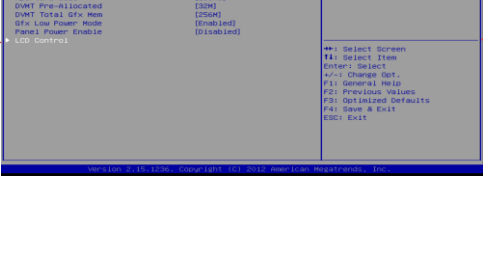 DVMT Pre-Allocated [32M]
DVMT Total Gfx Mem [256M]
Gfx Low Power Mode [Enabled]
Panel Power Enable [Disabled]
► LCD Control
→←: Select Screen
↑↓: Select Item
Enter: Select
+/-: Change Opt.
F1: General Help
F2: Previous Values
F3: Optimized Defaults
F4: Save & Exit
ESC: Exit
Version 2.15.1236. Copyright (C) 2012 American Megatrends, Inc.